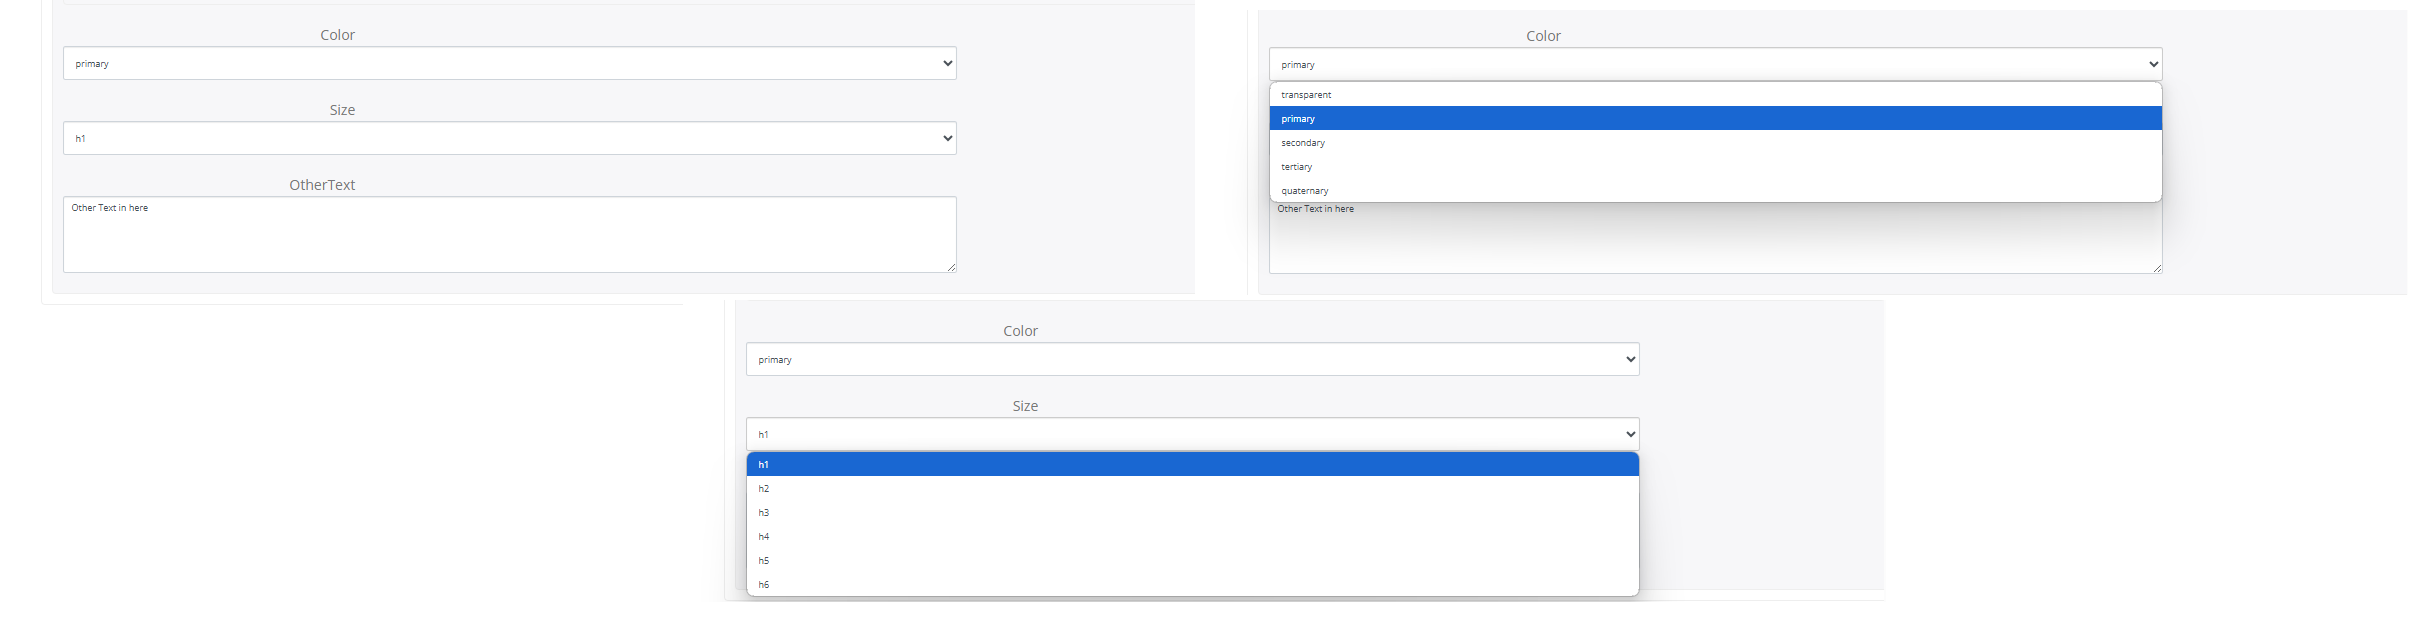 Color
primary
Size
h1
OtherText
Other Text in here
Color
primary
transparent
primary
secondary
tertiary
quaternary
Other Text in here
Color
primary
Size
h1
h1
h2
h3
h4
h5
h6